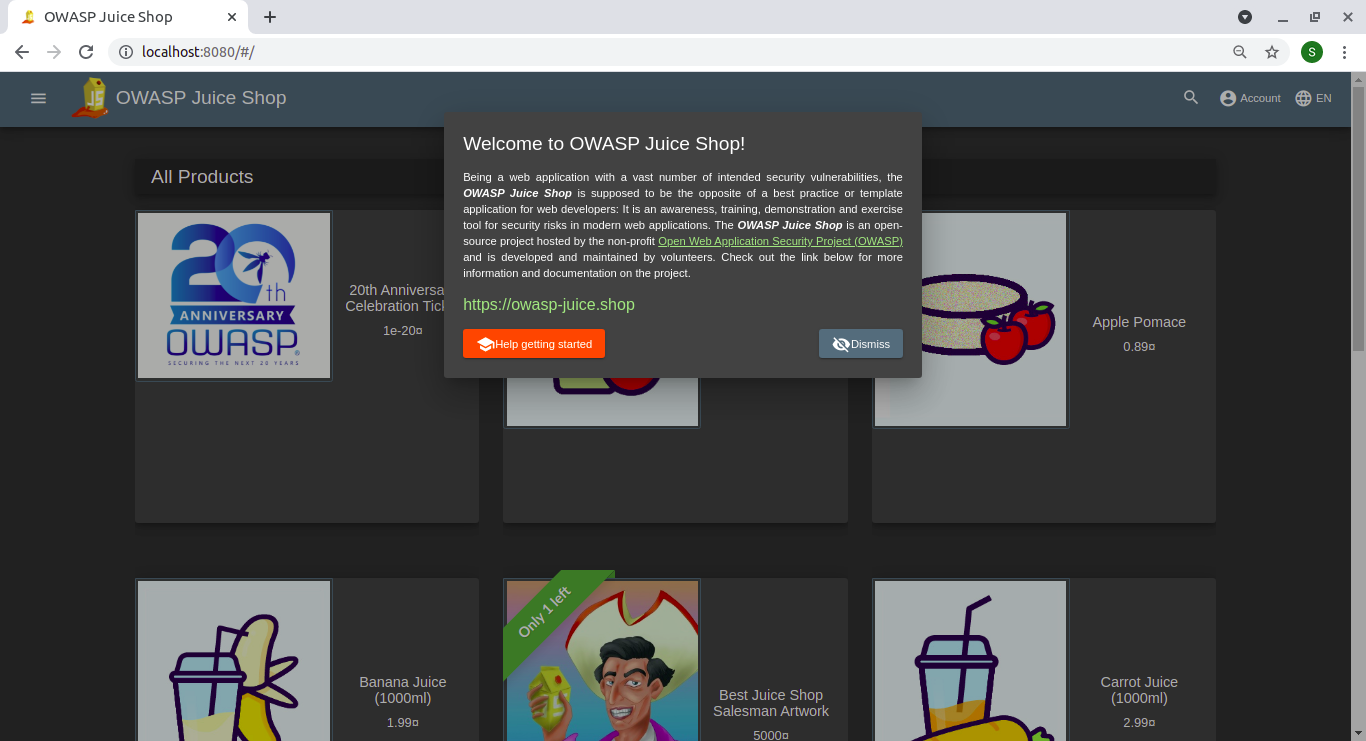 OWASP Juice Shop
localhost:8080/#/
S
JS
OWASP Juice Shop
Account
EN
Welcome to OWASP Juice Shop!
Being a web application with a vast number of intended security vulnerabilities, the
OWASP Juice Shop is supposed to be the opposite of a best practice or template
application for web developers: It is an awareness, training, demonstration and exercise
tool for security risks in modern web applications. The OWASP Juice Shop is an open-
source project hosted by the non-profit Open Web Application Security Project (OWASP)
and is developed and maintained by volunteers. Check out the link below for more
information and documentation on the project.
https://owasp-juice.shop
Help getting started
Dismiss
All Products
20th
ANNIVERSARY
OWASP
SECURING THE NEXT 20 YEARS
20th Anniversa
Celebration Tick
1e-20¤
Apple Pomace
0.89¤
Banana Juice
(1000ml)
1.99¤
Only 1 left
Best Juice Shop
Salesman Artwork
5000¤
Carrot Juice
(1000ml)
2.99¤